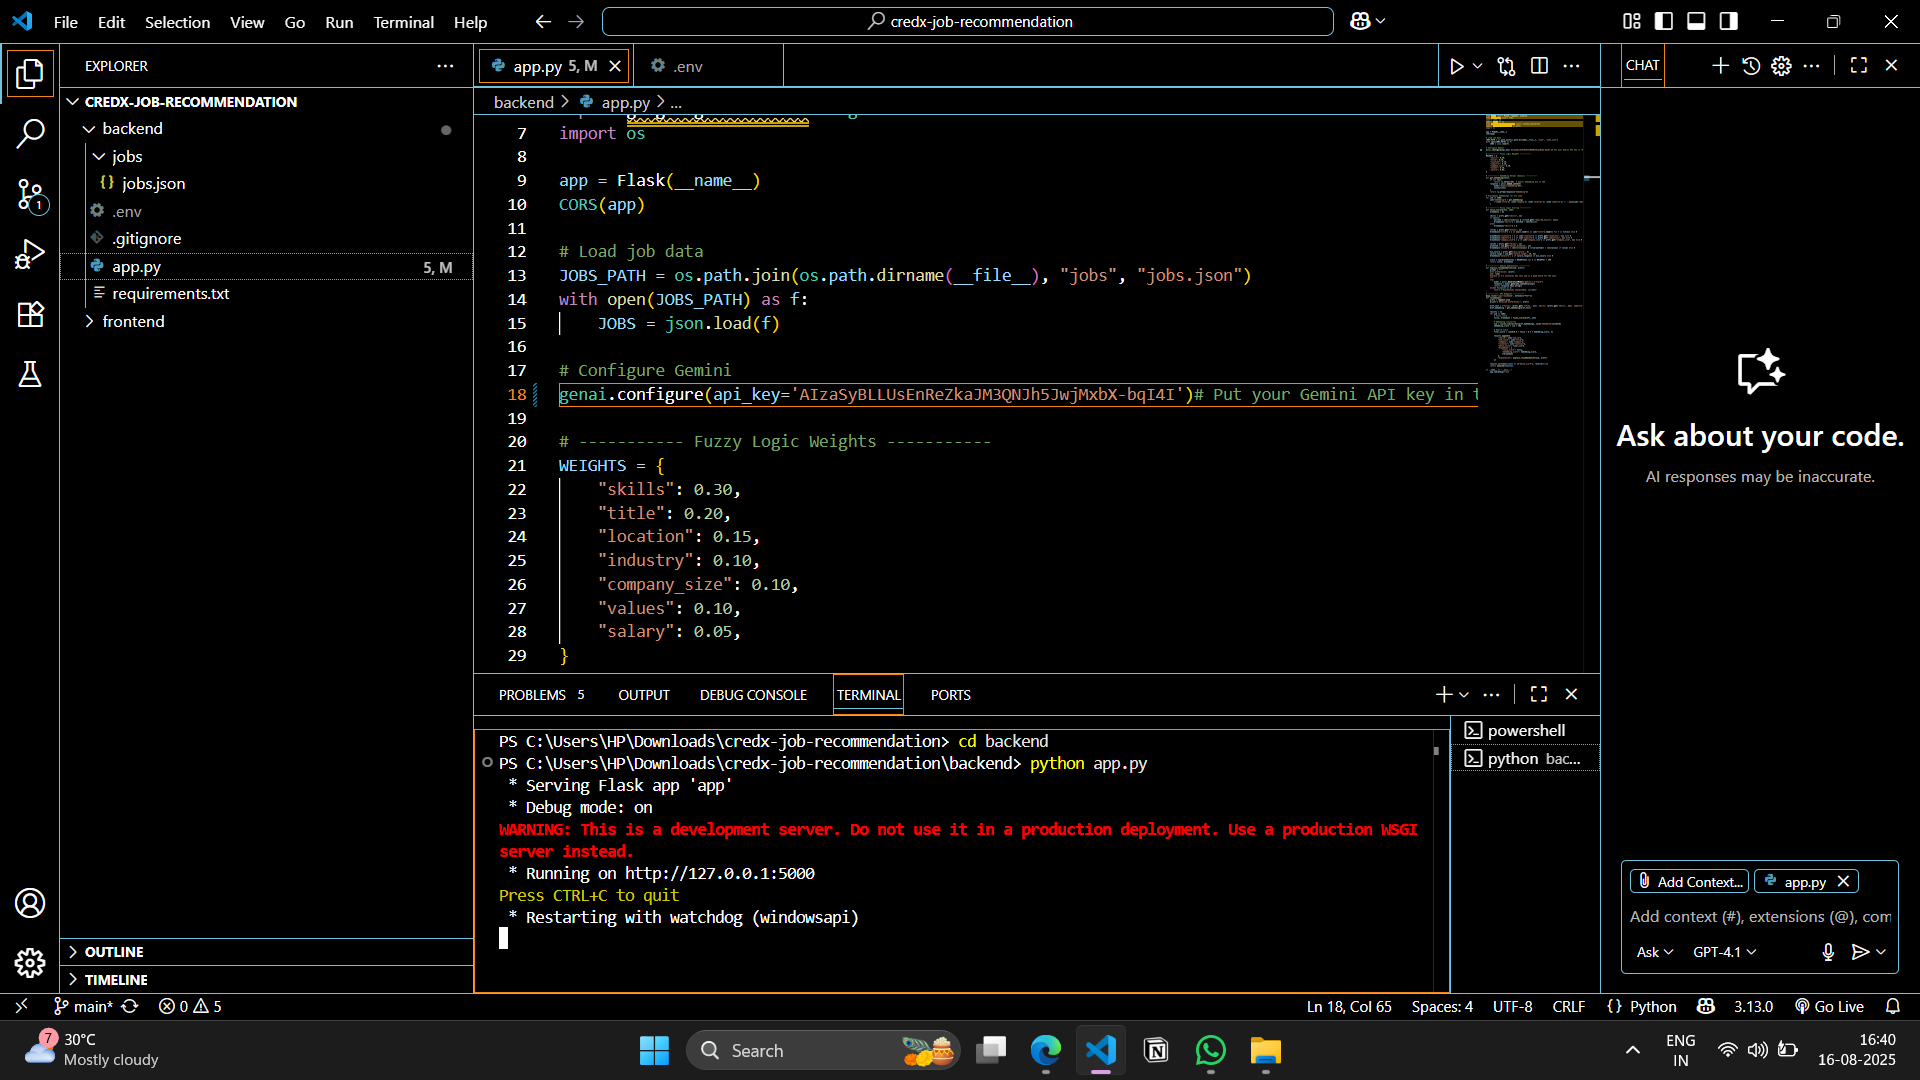 File Edit Selection View Go Run Terminal Help
credx-job-recommendation
EXPLORER
CREDX-JOB-RECOMMENDATION
backend
jobs
jobs.json
.env
.gitignore
app.py 5, M
requirements.txt
frontend
OUTLINE
TIMELINE
app.py 5, M
.env
backend > app.py > ...
7 import os
8
9 app = Flask(__name__)
10 CORS(app)
11
12 # Load job data
13 JOBS_PATH = os.path.join(os.path.dirname(__file__), "jobs", "jobs.json")
14 with open(JOBS_PATH) as f:
15 JOBS = json.load(f)
16
17 # Configure Gemini
18 genai.configure(api_key='AIzaSyBLLUsEnReZkaJM3QNJh5JwjMxbX-bqI4I')# Put your Gemini API key in t
19
20 # ----------- Fuzzy Logic Weights -----------
21 WEIGHTS = {
22 "skills": 0.30,
23 "title": 0.20,
24 "location": 0.15,
25 "industry": 0.10,
26 "company_size": 0.10,
27 "values": 0.10,
28 "salary": 0.05,
29 }
PROBLEMS 5 OUTPUT DEBUG CONSOLE TERMINAL PORTS
PS C:\Users\HP\Downloads\credx-job-recommendation> cd backend
PS C:\Users\HP\Downloads\credx-job-recommendation\backend> python app.py
* Serving Flask app 'app'
* Debug mode: on
WARNING: This is a development server. Do not use it in a production deployment. Use a production WSGI
server instead.
* Running on http://127.0.0.1:5000
Press CTRL+C to quit
* Restarting with watchdog (windowsapi)
powershell
python bac...
CHAT
Ask about your code.
AI responses may be inaccurate.
Add Context... app.py
Add context (#), extensions (@), com
Ask GPT-4.1
1
main* 0 5
Ln 18, Col 65 Spaces: 4 UTF-8 CRLF {} Python 3.13.0 Go Live
7
30°C
Mostly cloudy
Search
ENG
IN
16:40
16-08-2025